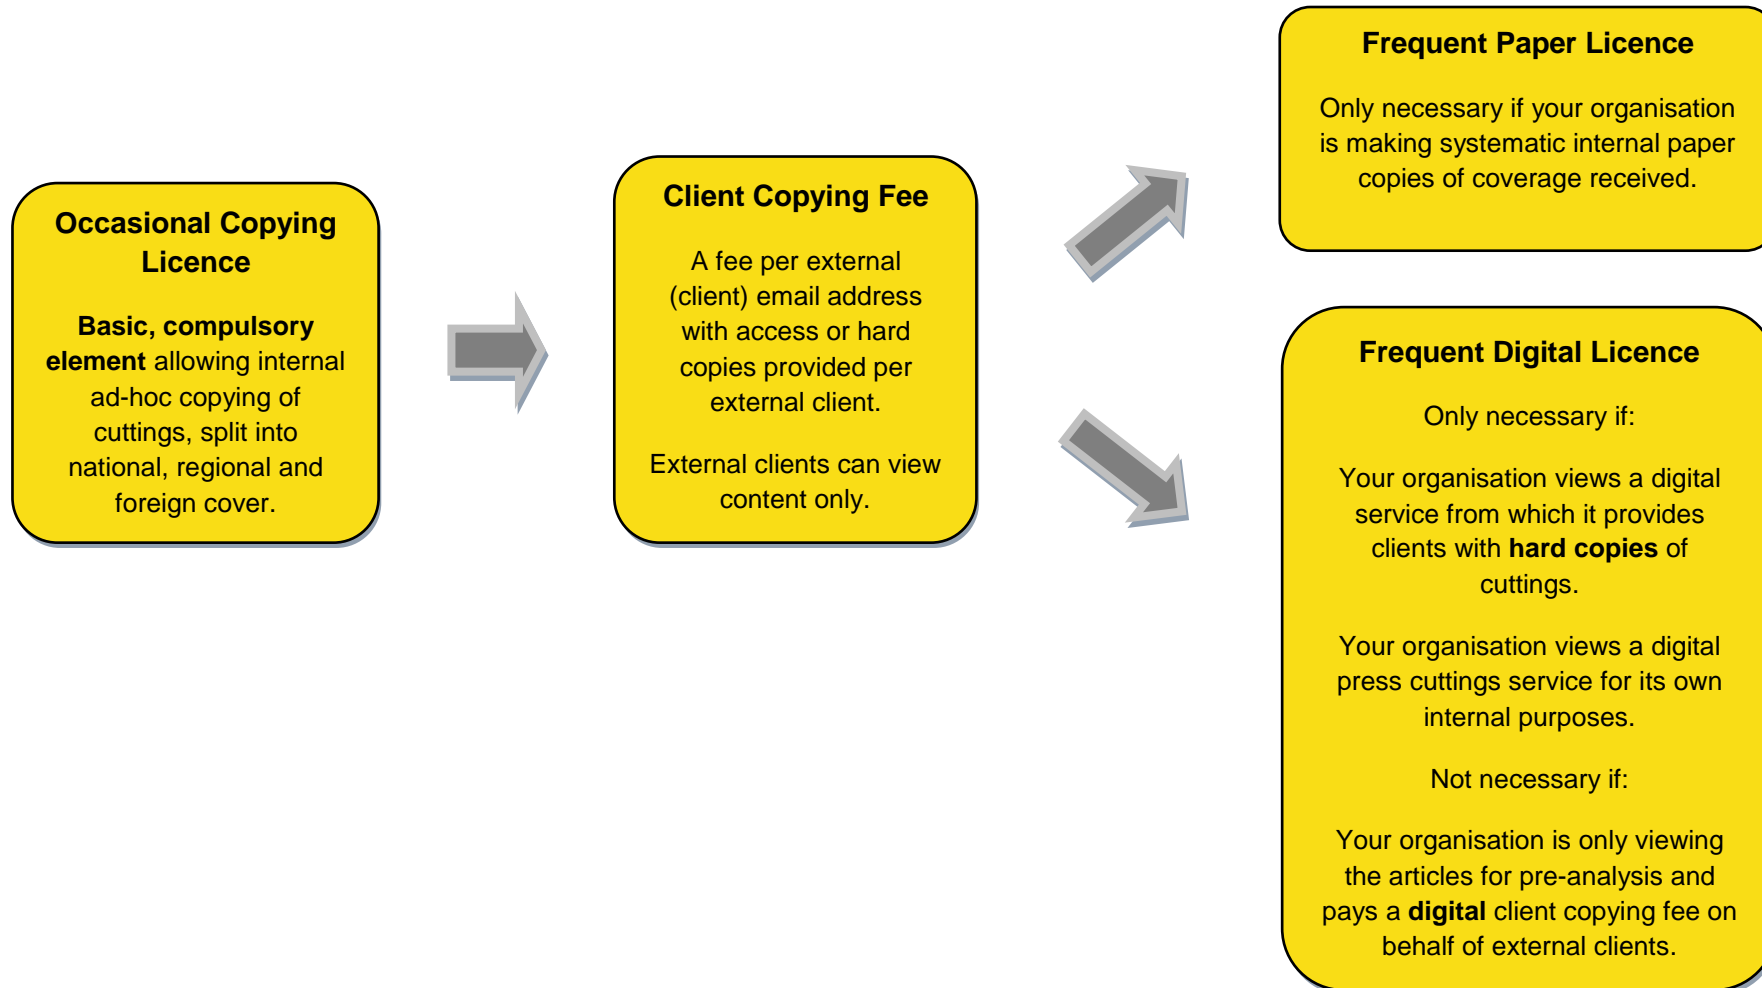 Occasional Copying
Licence
Basic, compulsory
element allowing internal
ad-hoc copying of
cuttings, split into
national, regional and
foreign cover.
Client Copying Fee
A fee per external
(client) email address
with access or hard
copies provided per
external client.
External clients can view
content only.
Frequent Paper Licence
Only necessary if your organisation
is making systematic internal paper
copies of coverage received.
Frequent Digital Licence
Only necessary if:
Your organisation views a digital
service from which it provides
clients with hard copies of
cuttings.
Your organisation views a digital
press cuttings service for its own
internal purposes.
Not necessary if:
Your organisation is only viewing
the articles for pre-analysis and
pays a digital client copying fee on
behalf of external clients.